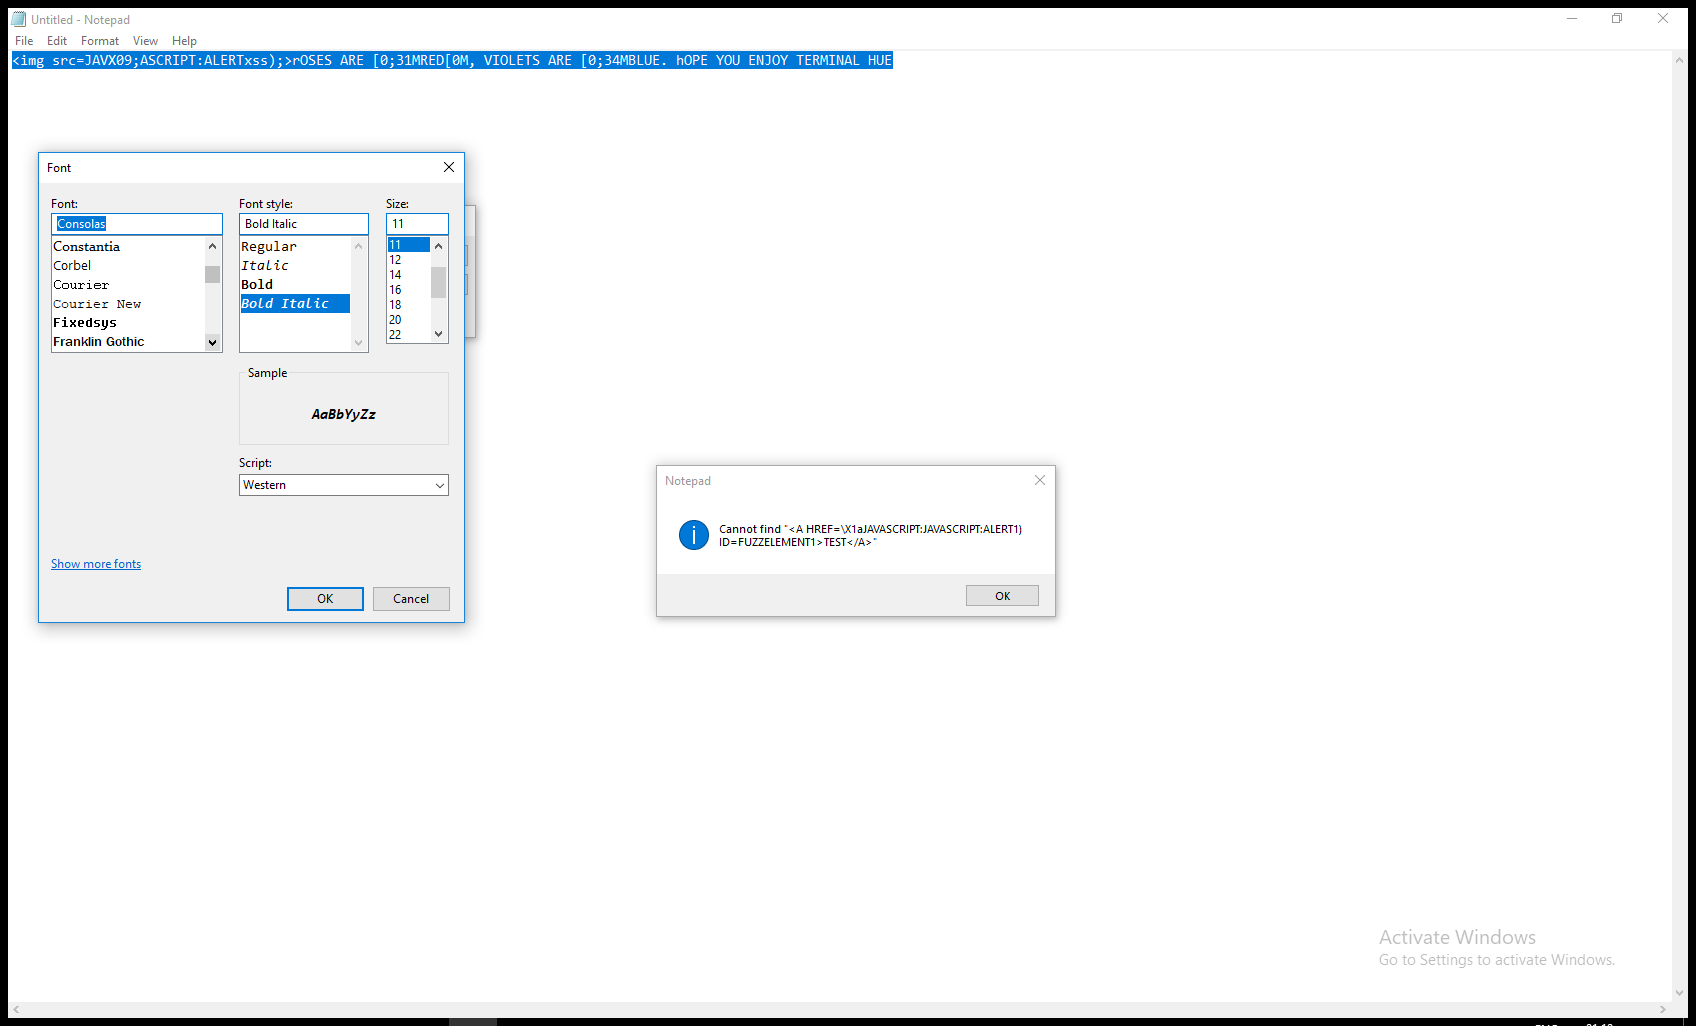 Untitled - Notepad
File Edit Format View Help
<img src=JAVX09;ASCRIPT:ALERTxss);>rOSES ARE [0;31MRED[0M, VIOLETS ARE [0;34MBLUE. hOPE YOU ENJOY TERMINAL HUE
Font
Font: Font style: Size:
Consolas Bold Italic 11
Constantia Regular 11
Corbel Italic 12
Courier Bold 14
Courier New Bold Italic 16
Fixedsys 18
Franklin Gothic 20
22
Sample
AaBbYyZz
Script:
Western
Show more fonts
OK Cancel
Notepad
Cannot find "<A HREF=\X1aJAVASCRIPT:JAVASCRIPT:ALERT1)
ID=FUZZELEMENT1>TEST</A>"
OK
Activate Windows
Go to Settings to activate Windows.